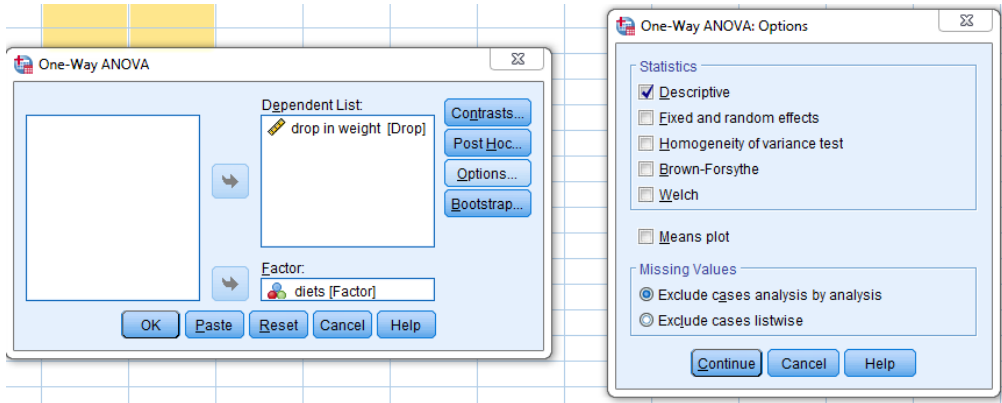 One-Way ANOVA
Dependent List:
drop in weight [Drop]
Factor:
diets [Factor]
Contrasts...
Post Hoc...
Options...
Bootstrap...
OK Paste Reset Cancel Help
One-Way ANOVA: Options
Statistics
Descriptive
Fixed and random effects
Homogeneity of variance test
Brown-Forsythe
Welch
Means plot
Missing Values
Exclude cases analysis by analysis
Exclude cases listwise
Continue Cancel Help